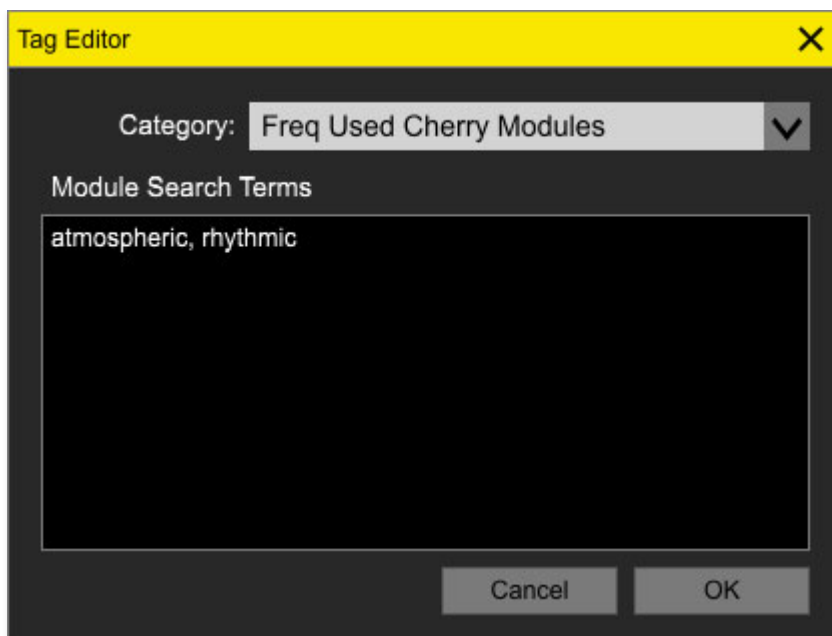 Tag Editor
Category: Freq Used Cherry Modules
Module Search Terms
atmospheric, rhythmic
Cancel OK